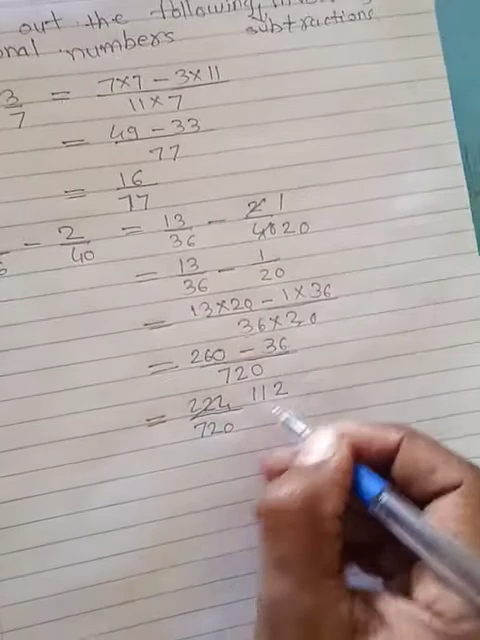 out the following
onal numbers subtractions
3/7 = (7×7 – 3×11)/(11×7)
= (49 – 33)/77
= 16/77
– 2/40 = 13/36 – 2 1/40 20
= 13/36 – 1/20
= (13×20 – 1×36)/(36×20)
= (260 – 36)/720
= 224 112/720